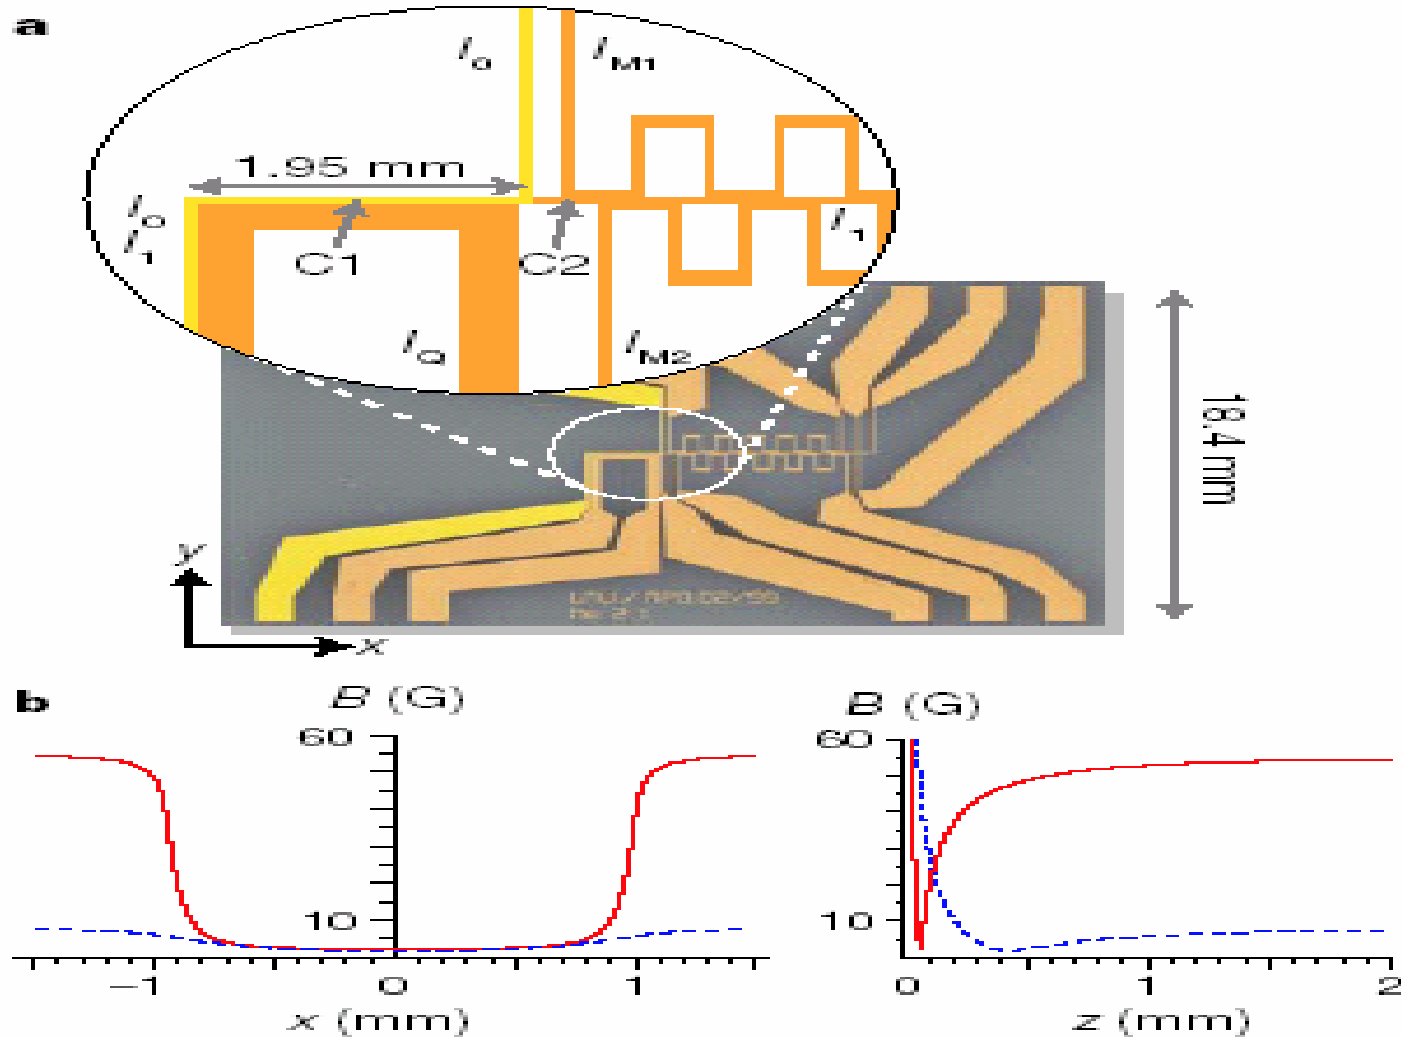 a
I0 IM1
1.95 mm
I0
I1 I1
C1 C2
IQ IM2
18.4 mm
y
x
b
B (G) B (G)
60 60
10 10
−1 0 1 0 1 2
x (mm) z (mm)